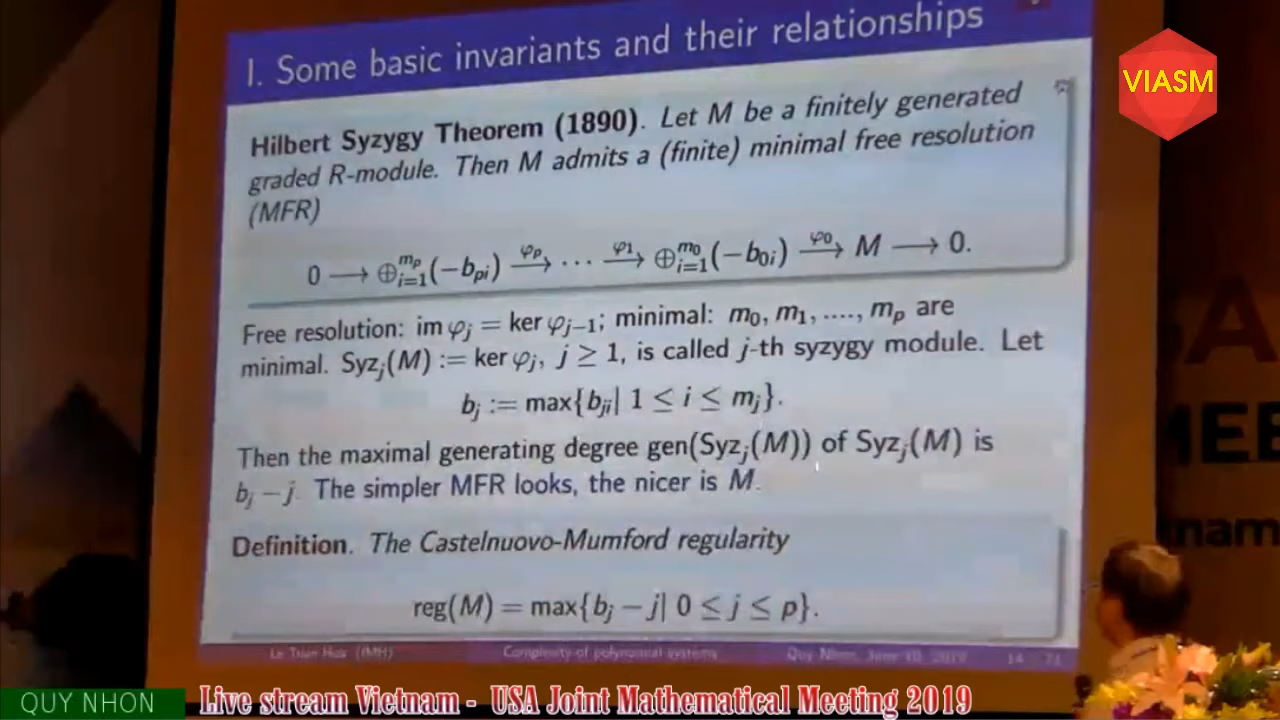 I. Some basic invariants and their relationships
VIASM
Hilbert Syzygy Theorem (1890). Let M be a finitely generated
graded R-module. Then M admits a (finite) minimal free resolution
(MFR)
0 ⟶ ⊕_{i=1}^{m_p}(−b_{pi}) ⟶^{φ_p} ⋯ ⟶^{φ_1} ⊕_{i=1}^{m_0}(−b_{0i}) ⟶^{φ_0} M ⟶ 0.
Free resolution: im φ_j = ker φ_{j−1}; minimal: m_0, m_1, ...., m_p are
minimal. Syz_j(M) := ker φ_j, j ≥ 1, is called j-th syzygy module. Let
b_j := max{b_{ji}| 1 ≤ i ≤ m_j}.
Then the maximal generating degree gen(Syz_j(M)) of Syz_j(M) is
b_j − j. The simpler MFR looks, the nicer is M.
Definition. The Castelnuovo-Mumford regularity
reg(M) = max{b_j − j| 0 ≤ j ≤ p}.
Complexity of polynomial systems
QUY NHON
Live stream Vietnam - USA Joint Mathematical Meeting 2019